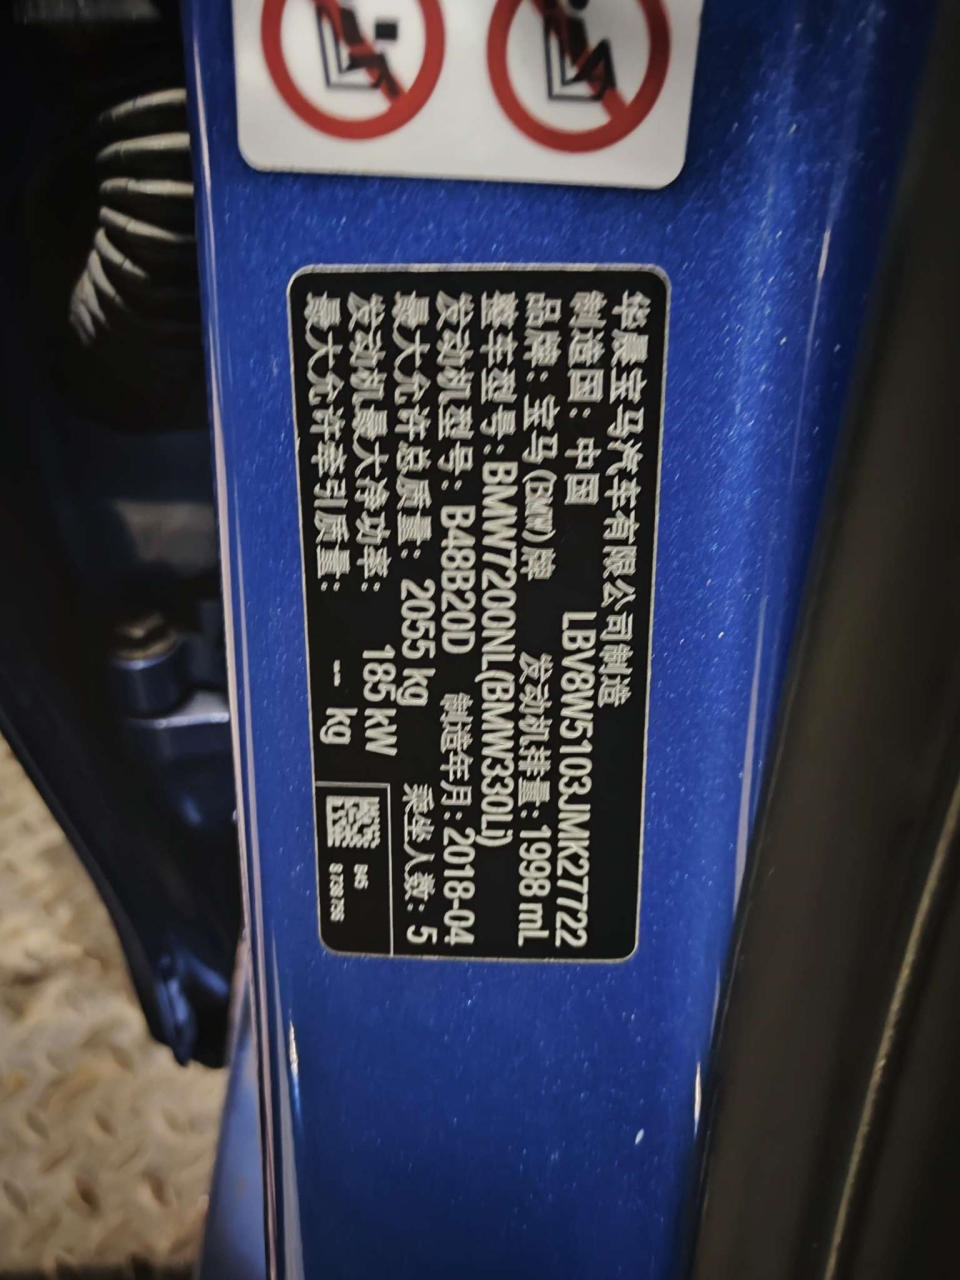 华晨宝马汽车有限公司制造
制造国：中国 LBV8W5103JMK27722
品牌：宝马(BMW)牌 发动机排量：1998 mL
整车型号：BMW7200NL(BMW330Li)
发动机型号：B48B20D 制造年月：2018-04
最大允许总质量：2055 kg 乘坐人数：5
发动机最大净功率：185 kW
最大允许牵引质量：-- kg